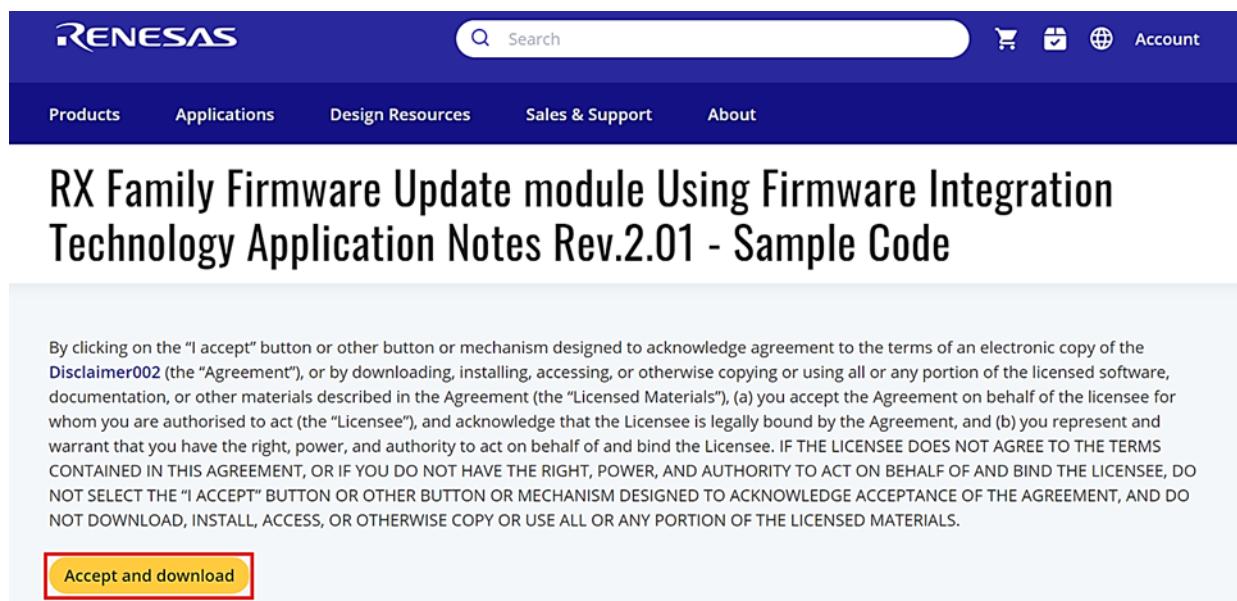 RENESAS
Search
Account
Products Applications Design Resources Sales & Support About
RX Family Firmware Update module Using Firmware Integration
Technology Application Notes Rev.2.01 - Sample Code
By clicking on the “I accept” button or other button or mechanism designed to acknowledge agreement to the terms of an electronic copy of the
Disclaimer002 (the “Agreement”), or by downloading, installing, accessing, or otherwise copying or using all or any portion of the licensed software,
documentation, or other materials described in the Agreement (the “Licensed Materials”), (a) you accept the Agreement on behalf of the licensee for
whom you are authorised to act (the “Licensee”), and acknowledge that the Licensee is legally bound by the Agreement, and (b) you represent and
warrant that you have the right, power, and authority to act on behalf of and bind the Licensee. IF THE LICENSEE DOES NOT AGREE TO THE TERMS
CONTAINED IN THIS AGREEMENT, OR IF YOU DO NOT HAVE THE RIGHT, POWER, AND AUTHORITY TO ACT ON BEHALF OF AND BIND THE LICENSEE, DO
NOT SELECT THE “I ACCEPT” BUTTON OR OTHER BUTTON OR MECHANISM DESIGNED TO ACKNOWLEDGE ACCEPTANCE OF THE AGREEMENT, AND DO
NOT DOWNLOAD, INSTALL, ACCESS, OR OTHERWISE COPY OR USE ALL OR ANY PORTION OF THE LICENSED MATERIALS.
Accept and download